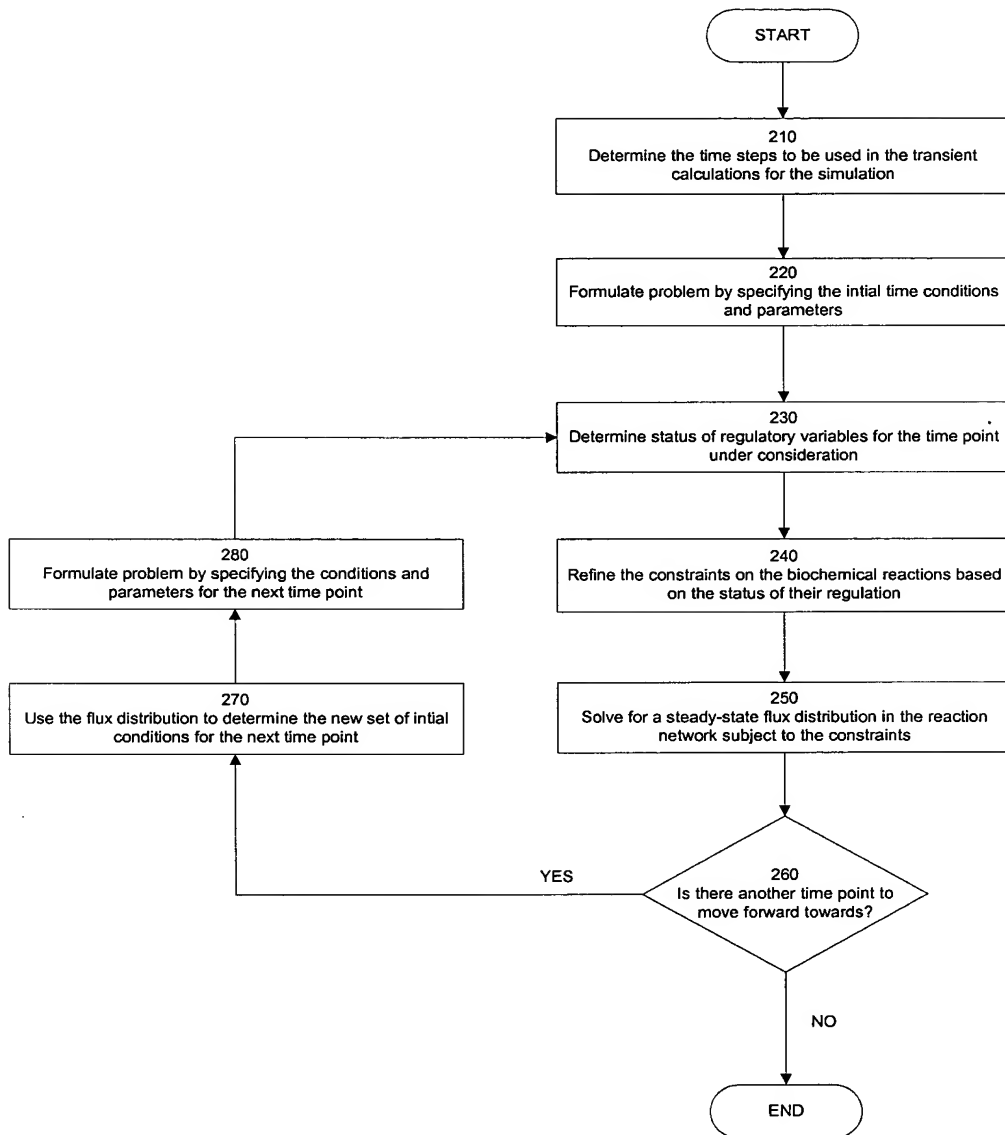 START
210
Determine the time steps to be used in the transient
calculations for the simulation
220
Formulate problem by specifying the intial time conditions
and parameters
230
Determine status of regulatory variables for the time point
under consideration
240
Refine the constraints on the biochemical reactions based
on the status of their regulation
250
Solve for a steady-state flux distribution in the reaction
network subject to the constraints
260
Is there another time point to
move forward towards?
YES
270
Use the flux distribution to determine the new set of intial
conditions for the next time point
280
Formulate problem by specifying the conditions and
parameters for the next time point
NO
END